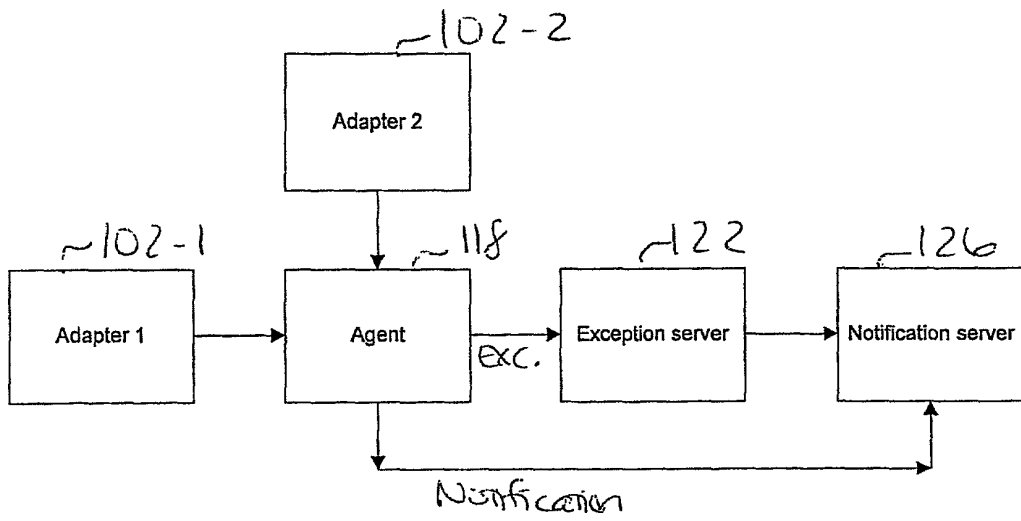 102-2
Adapter 2
102-1
118
122
126
Adapter 1
Agent
Exc.
Exception server
Notification server
Notification